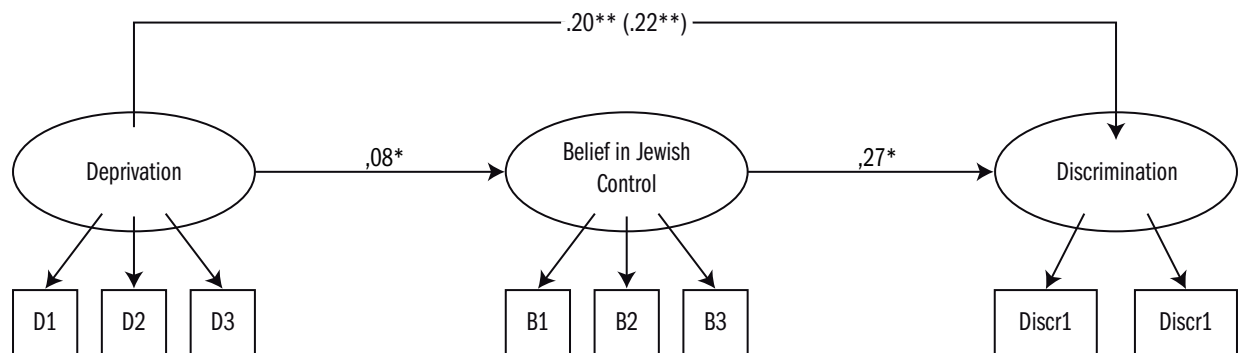 .20** (.22**)
Deprivation
,08*
Belief in Jewish
Control
,27*
Discrimination
D1
D2
D3
B1
B2
B3
Discr1
Discr1